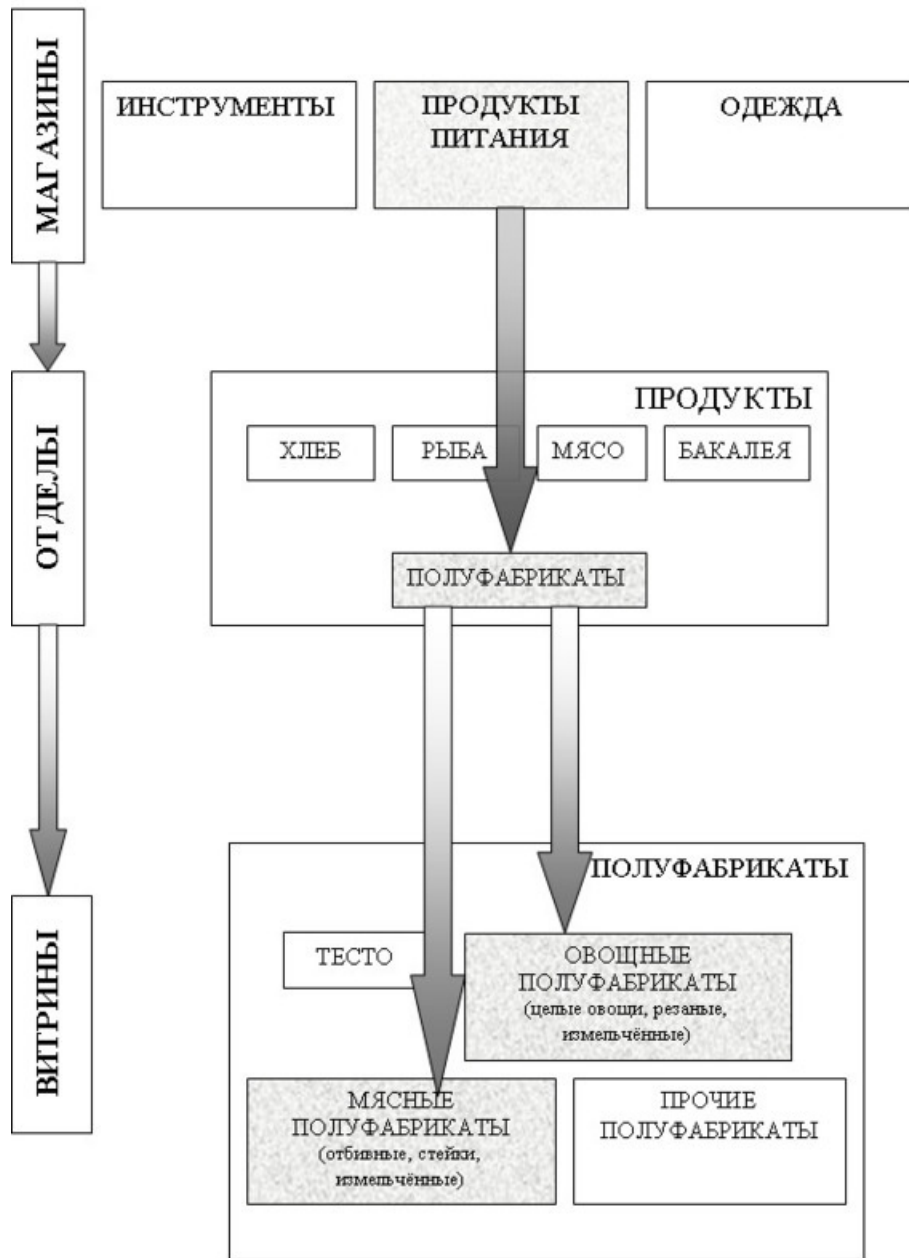 МАГАЗИНЫ
ИНСТРУМЕНТЫ
ПРОДУКТЫ
ПИТАНИЯ
ОДЕЖДА
ОТДЕЛЫ
ПРОДУКТЫ
ХЛЕБ
РЫБА
МЯСО
БАКАЛЕЯ
ПОЛУФАБРИКАТЫ
ВИТРИНЫ
ПОЛУФАБРИКАТЫ
ТЕСТО
ОВОЩНЫЕ
ПОЛУФАБРИКАТЫ
(целые овощи, резаные,
измельчённые)
МЯСНЫЕ
ПОЛУФАБРИКАТЫ
(отбивные, стейки,
измельчённые)
ПРОЧИЕ
ПОЛУФАБРИКАТЫ